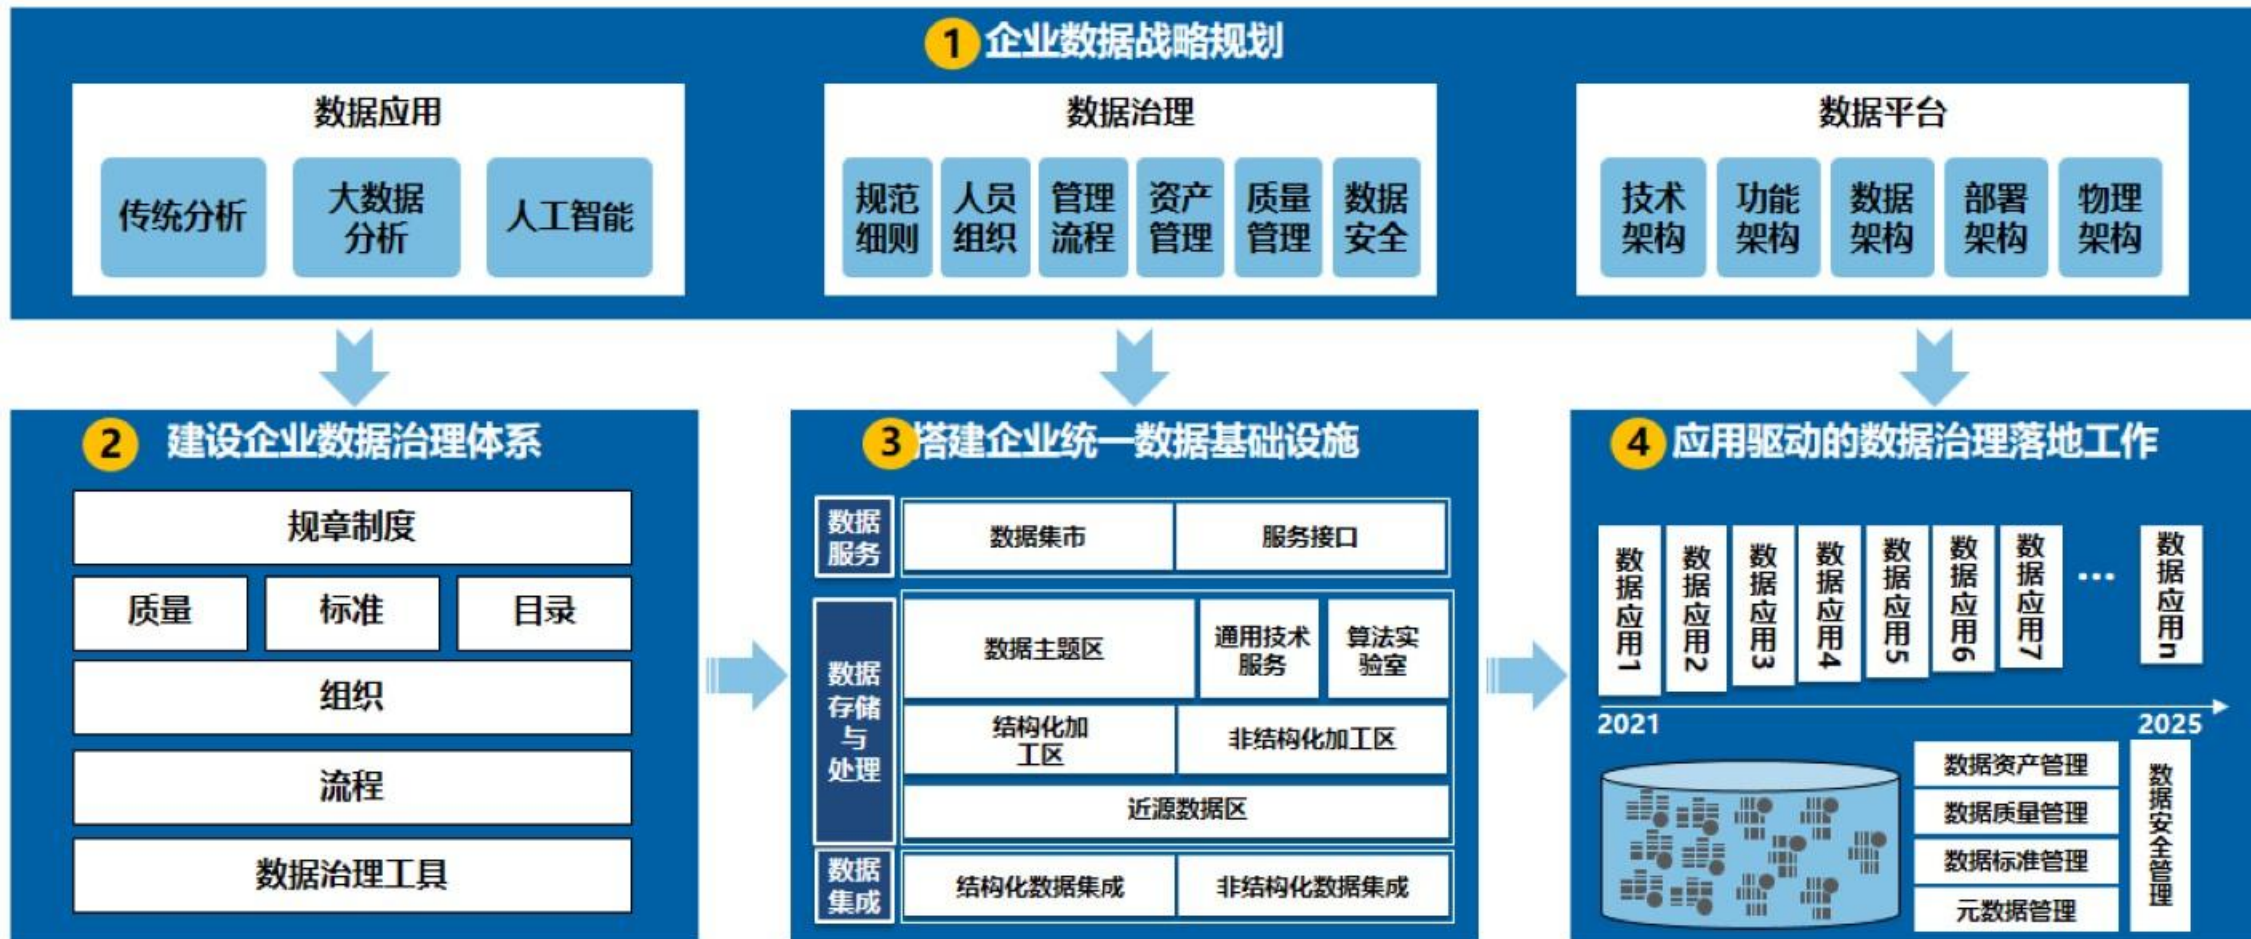 1 企业数据战略规划
数据应用
传统分析
大数据
分析
人工智能
数据治理
规范
细则
人员
组织
管理
流程
资产
管理
质量
管理
数据
安全
数据平台
技术
架构
功能
架构
数据
架构
部署
架构
物理
架构
2 建设企业数据治理体系
规章制度
质量
标准
目录
组织
流程
数据治理工具
3 搭建企业统一数据基础设施
数据
服务
数据集市
服务接口
数据
存储
与
处理
数据主题区
通用技术
服务
算法实
验室
结构化加
工区
非结构化加工区
近源数据区
数据
集成
结构化数据集成
非结构化数据集成
4 应用驱动的数据治理落地工作
数据应用1
数据应用2
数据应用3
数据应用4
数据应用5
数据应用6
数据应用7
...
数据应用n
2021
2025
数据资产管理
数据质量管理
数据标准管理
元数据管理
数据安全管理